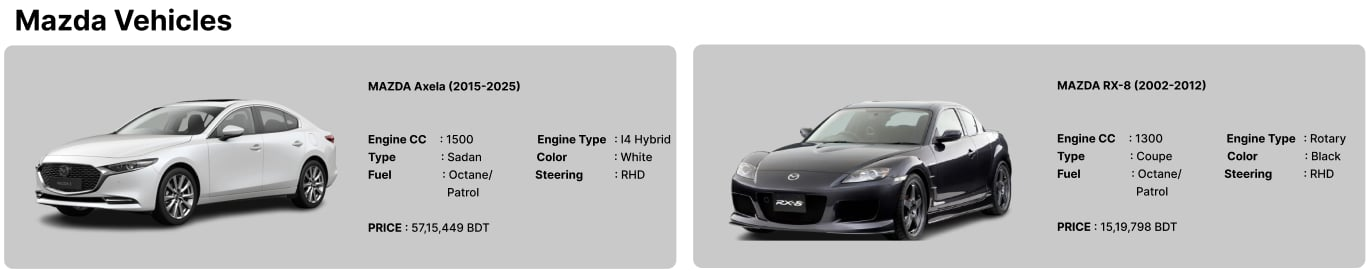 Mazda Vehicles
MAZDA Axela (2015-2025)
Engine CC : 1500 Engine Type : I4 Hybrid
Type : Sadan Color : White
Fuel : Octane/ Steering : RHD
Patrol
PRICE : 57,15,449 BDT
MAZDA RX-8 (2002-2012)
Engine CC : 1300 Engine Type : Rotary
Type : Coupe Color : Black
Fuel : Octane/ Steering : RHD
Patrol
PRICE : 15,19,798 BDT
RX-8